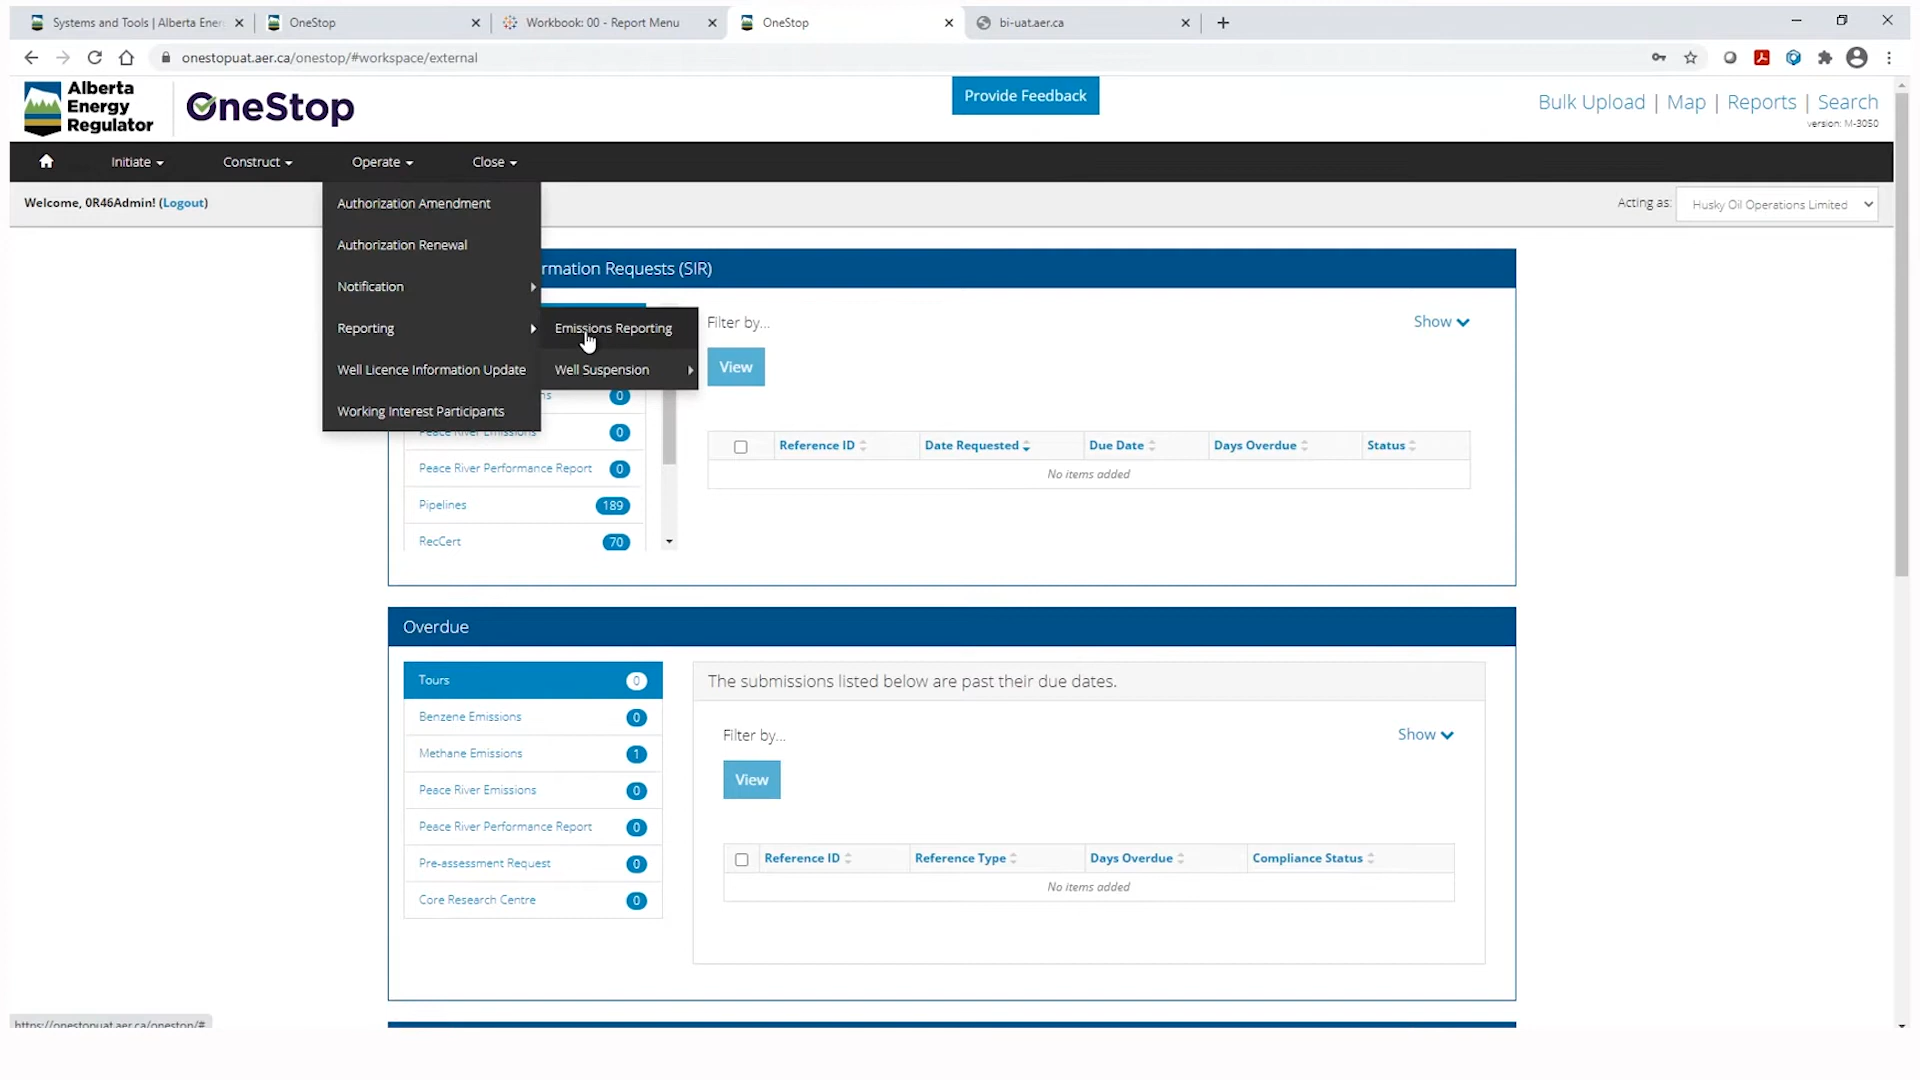 Systems and Tools | Alberta Ener
OneStop
Workbook: 00 - Report Menu
OneStop
bi-uat.aer.ca
onestopuat.aer.ca/onestop/#workspace/external
Alberta
Energy
Regulator
OneStop
Provide Feedback
Bulk Upload | Map | Reports | Search
version: M-3050
Initiate
Construct
Operate
Close
Welcome, 0R46Admin! (Logout)
Acting as:
Husky Oil Operations Limited
Authorization Amendment
Authorization Renewal
Notification
Reporting
Well Licence Information Update
Working Interest Participants
Emissions Reporting
Well Suspension
rmation Requests (SIR)
Filter by...
Show
View
ns 0
Peace River Emissions 0
Peace River Performance Report 0
Pipelines 189
RecCert 70
Reference ID Date Requested Due Date Days Overdue Status
No items added
Overdue
Tours 0
Benzene Emissions 0
Methane Emissions 1
Peace River Emissions 0
Peace River Performance Report 0
Pre-assessment Request 0
Core Research Centre 0
The submissions listed below are past their due dates.
Filter by...
Show
View
Reference ID Reference Type Days Overdue Compliance Status
No items added
https://onestopuat.aer.ca/onestop/#